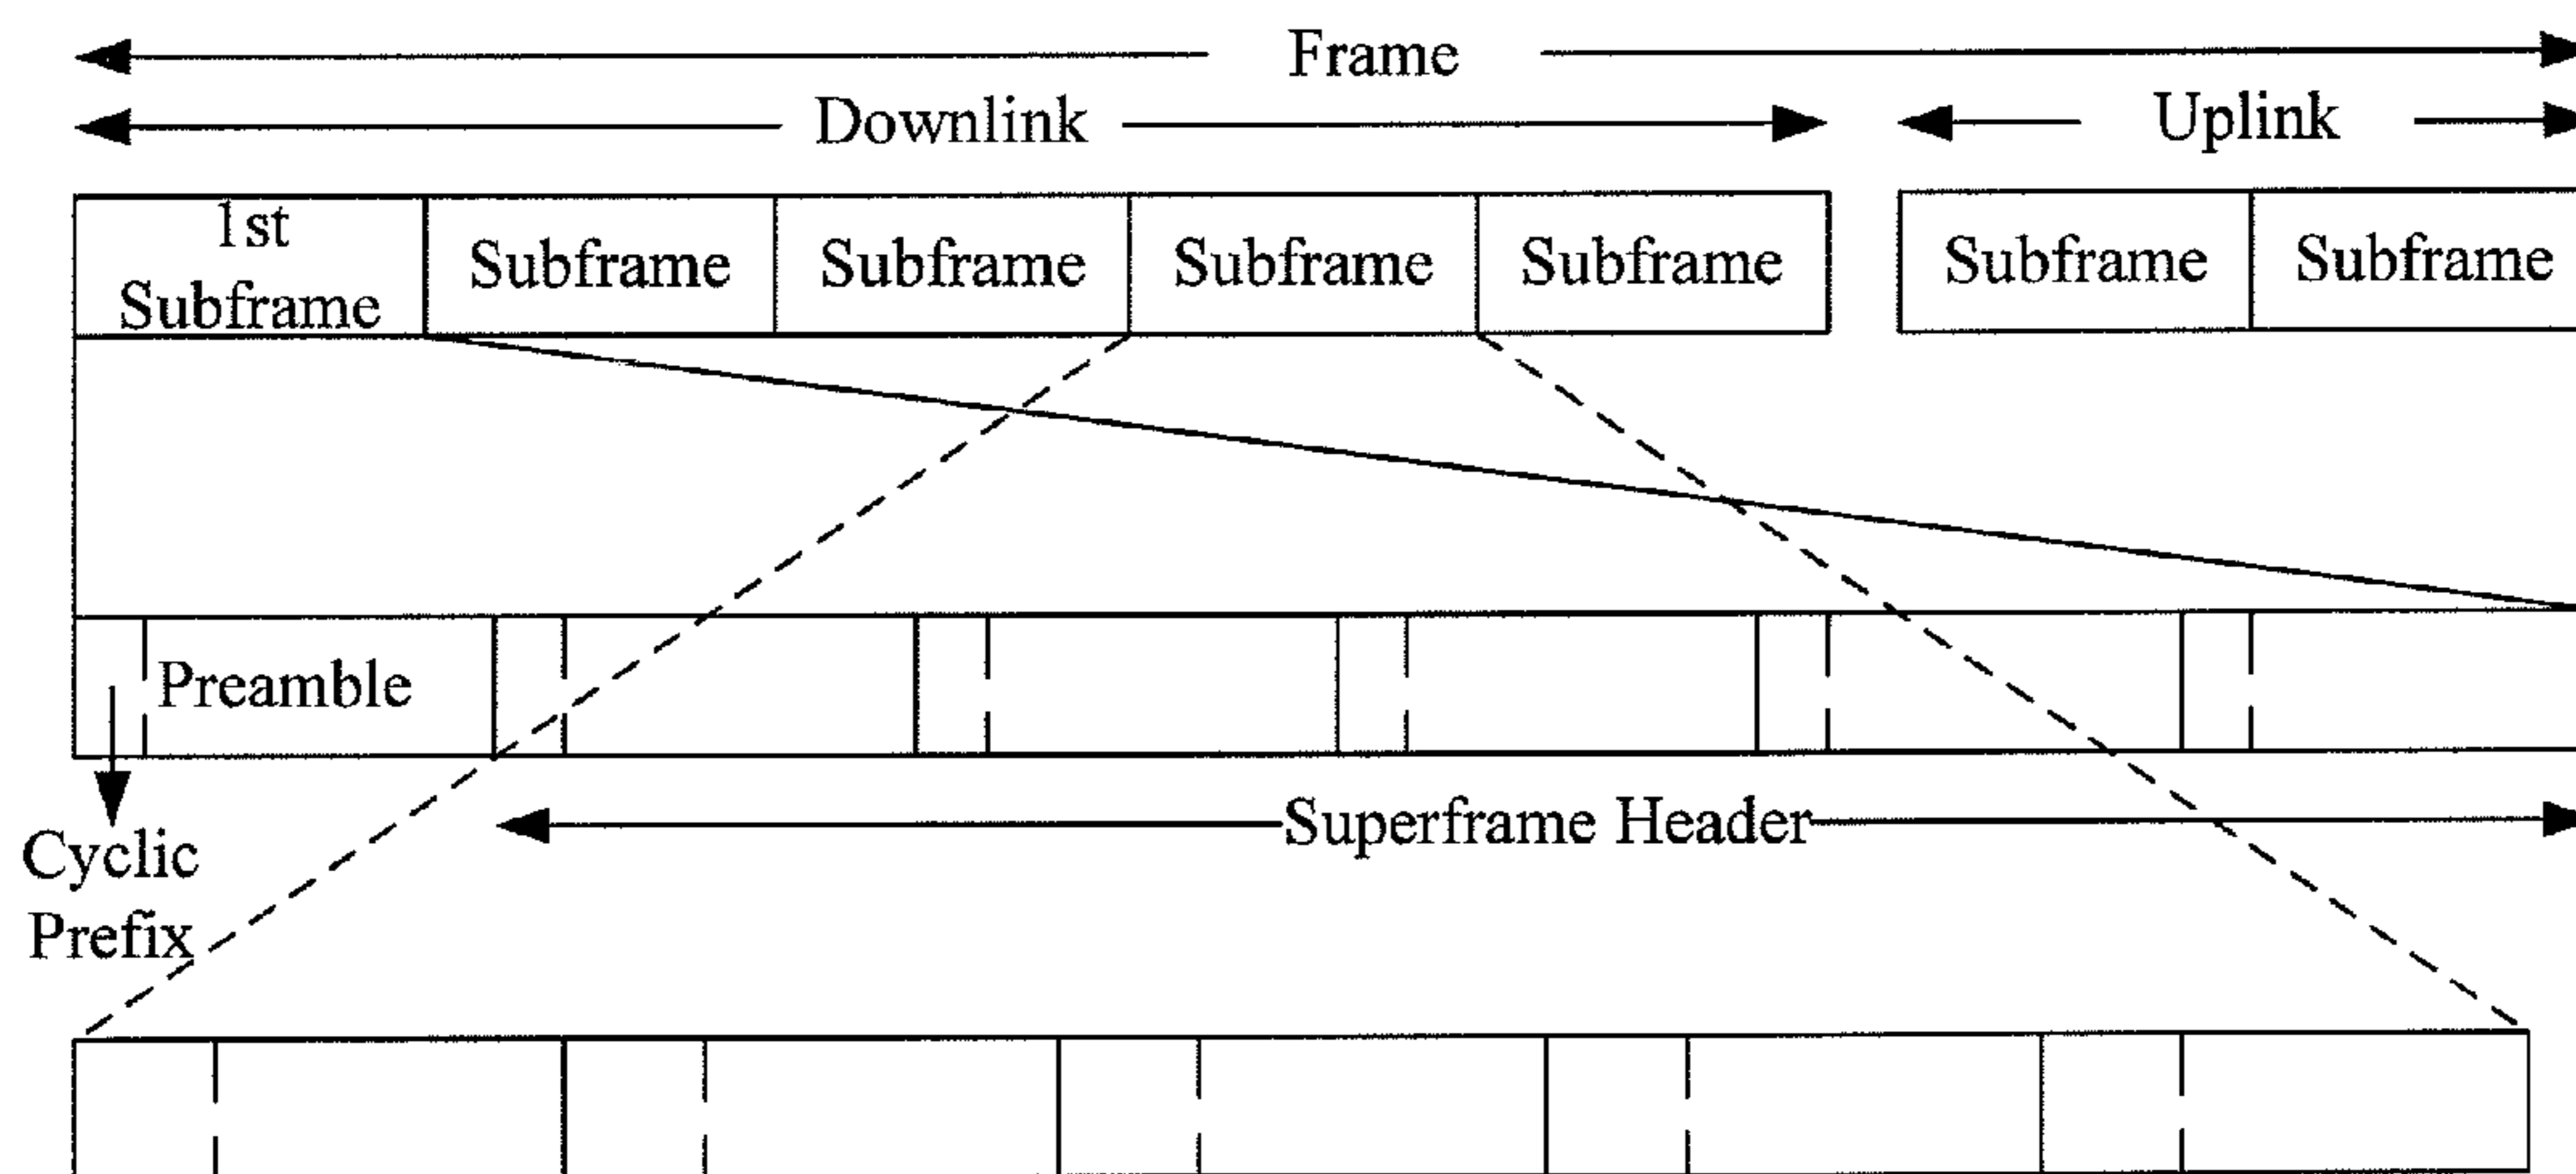 Frame
Downlink
Uplink
1st
Subframe
Subframe
Subframe
Subframe
Subframe
Subframe
Subframe
Preamble
Superframe Header
Cyclic
Prefix